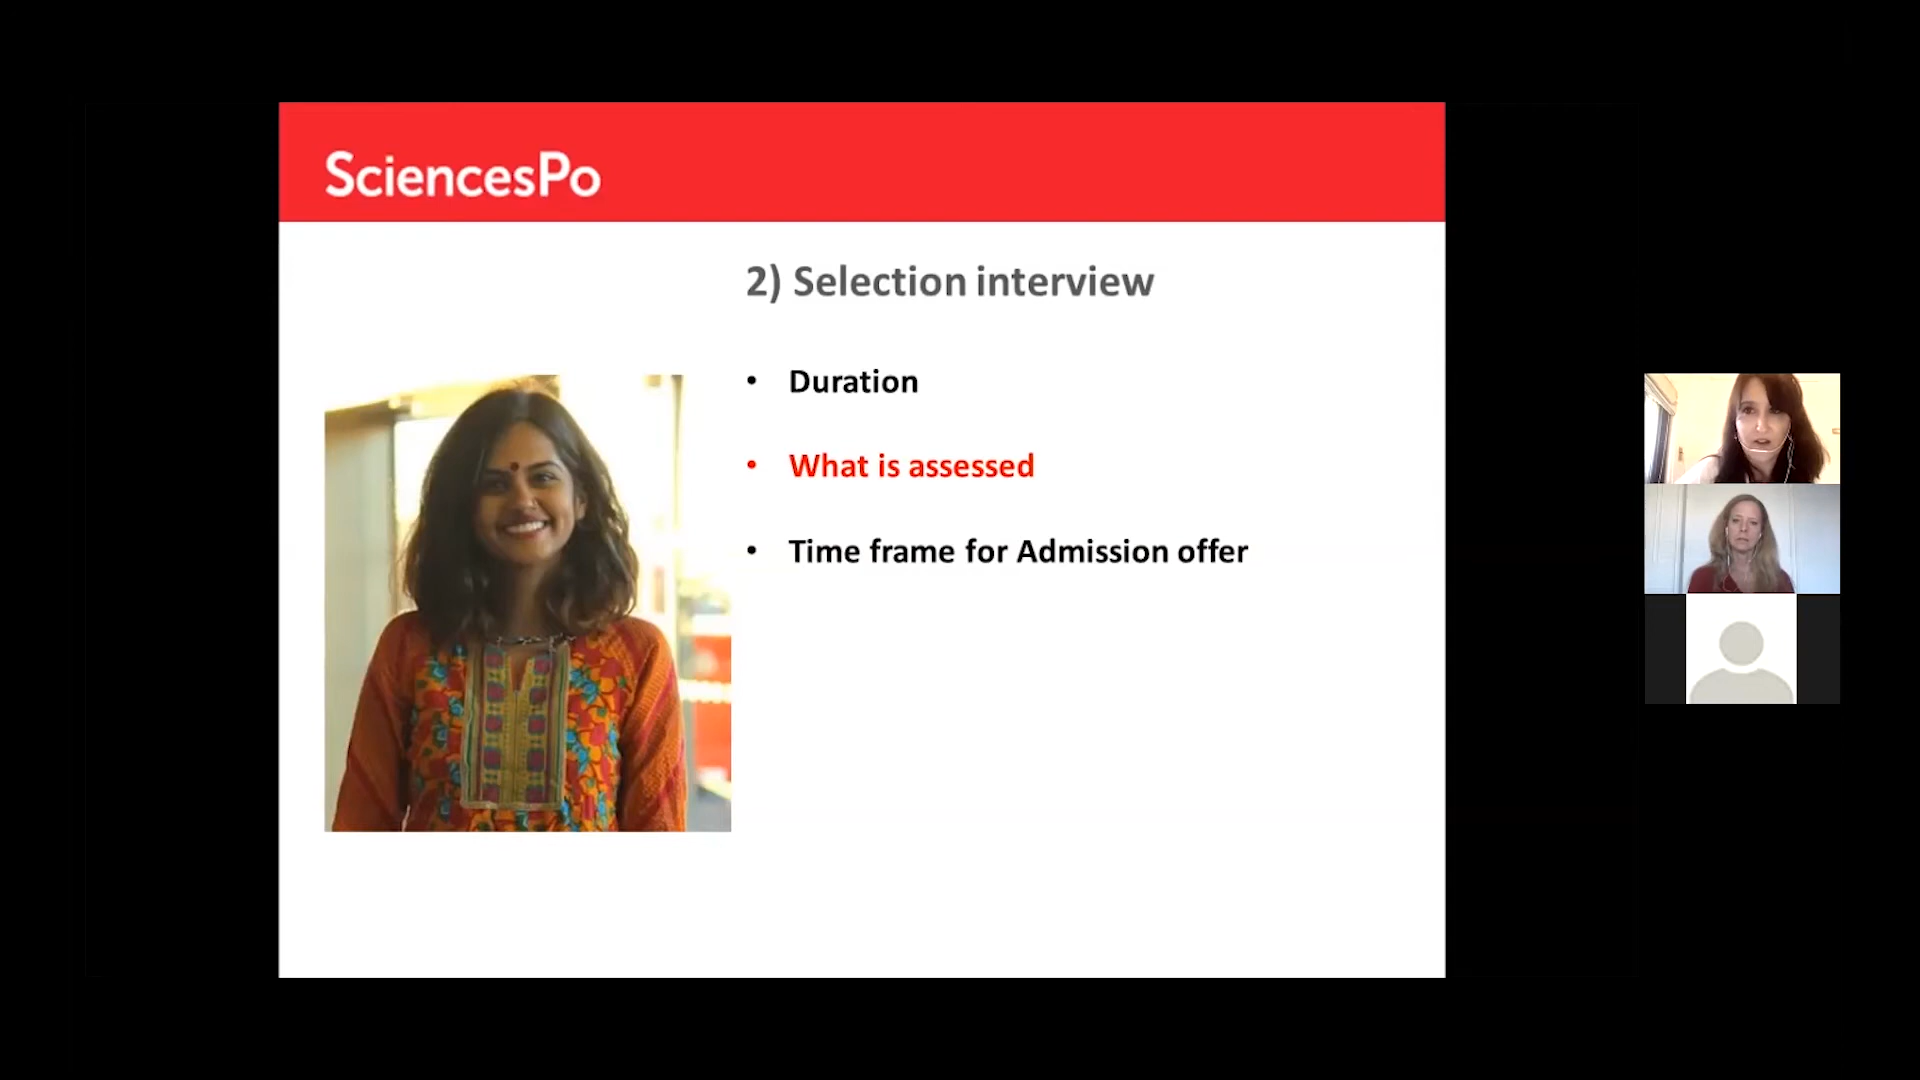 SciencesPo
2) Selection interview
• Duration
• What is assessed
• Time frame for Admission offer